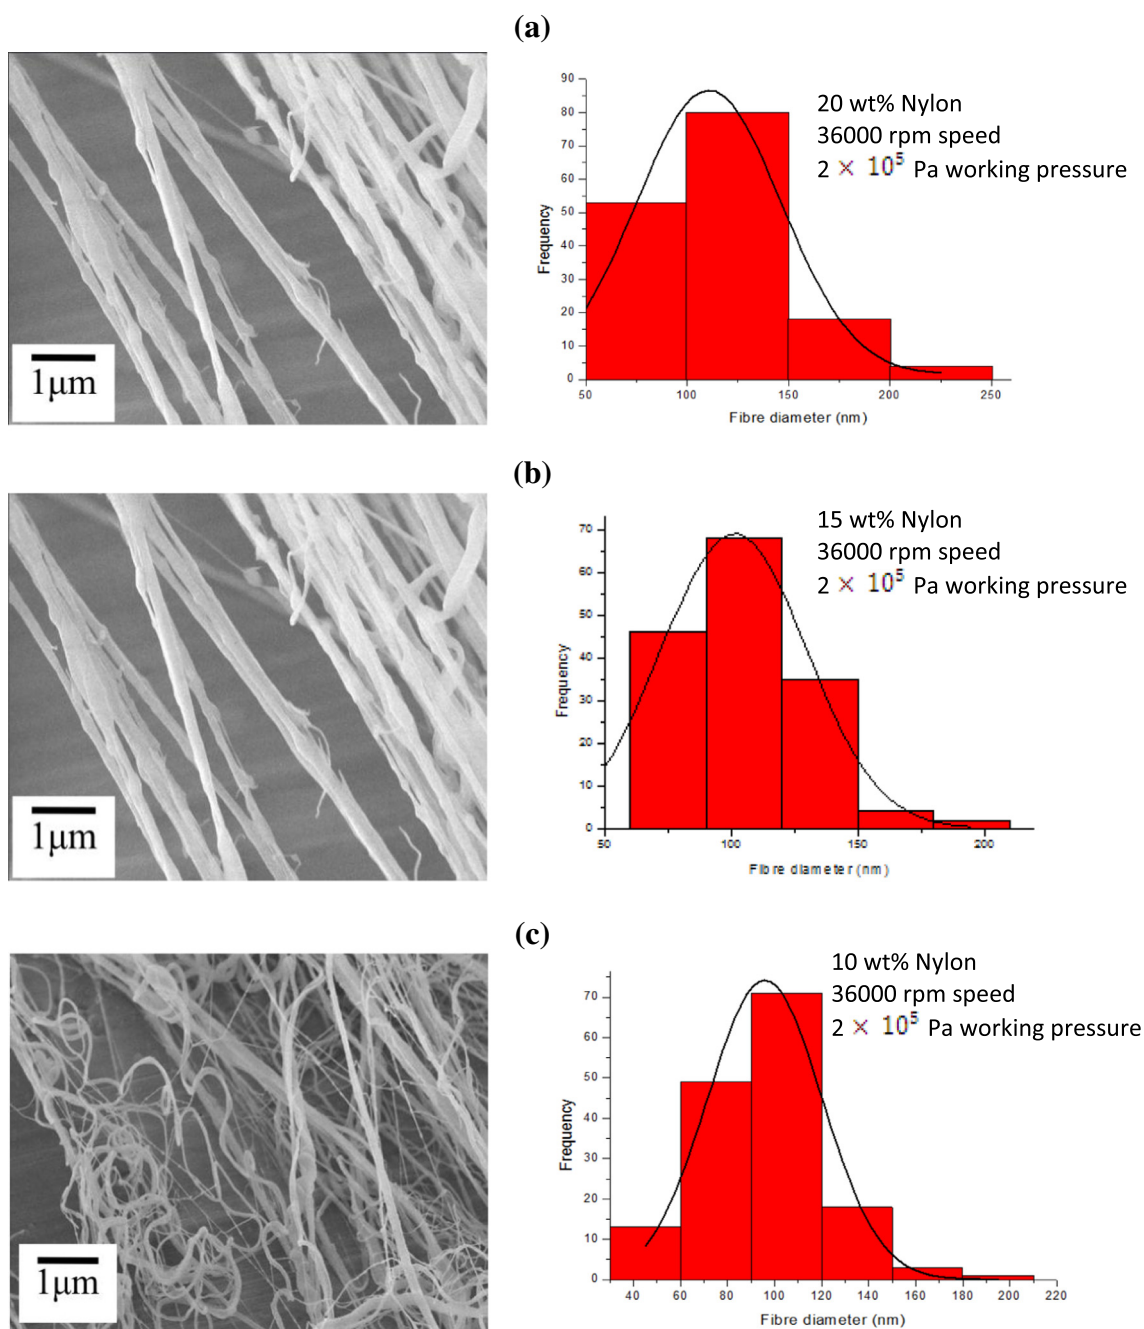 (a)
20 wt% Nylon
36000 rpm speed
2 × 10⁵ Pa working pressure
90
80
70
60
50
40
30
20
10
0
Frequency
50 100 150 200 250
Fibre diameter (nm)
1μm
(b)
15 wt% Nylon
36000 rpm speed
2 × 10⁵ Pa working pressure
70
60
50
40
30
20
10
0
Frequency
50 100 150 200
Fibre diameter (nm)
1μm
(c)
10 wt% Nylon
36000 rpm speed
2 × 10⁵ Pa working pressure
70
60
50
40
30
20
10
0
Frequency
40 60 80 100 120 140 160 180 200 220
Fibre diameter (nm)
1μm